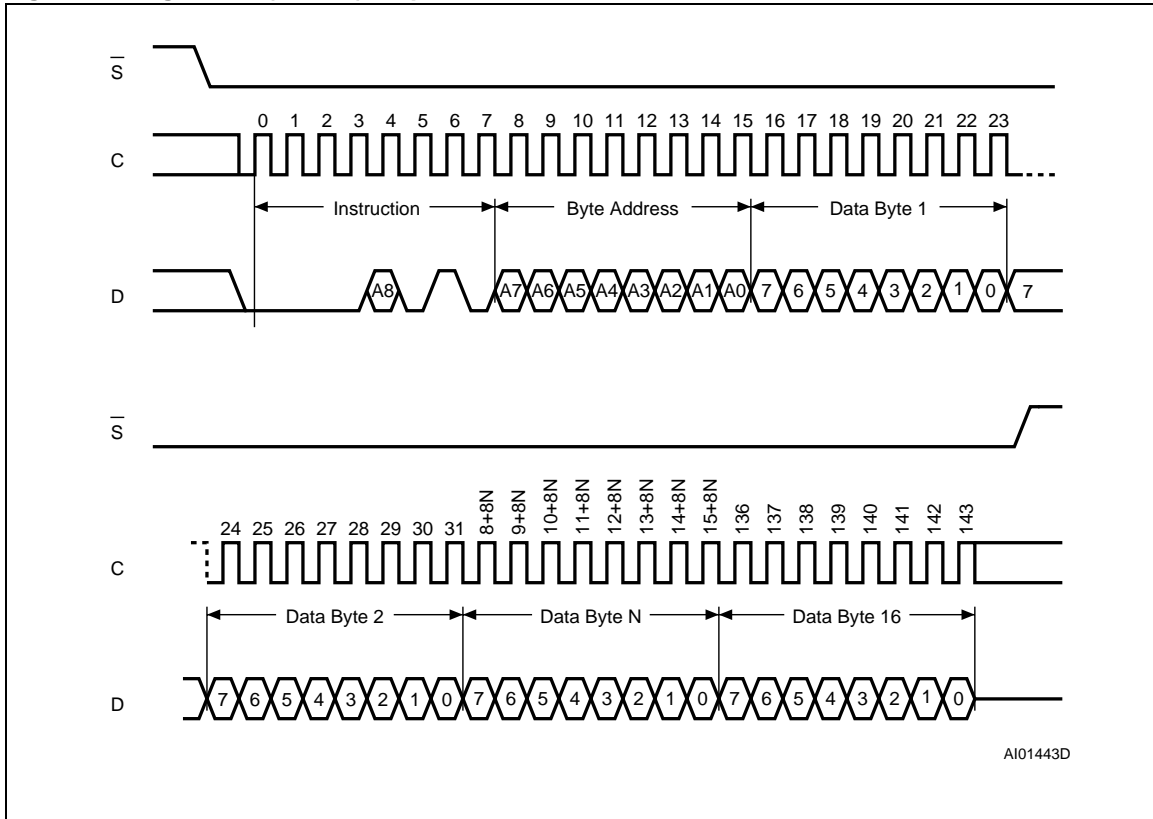 S
0 1 2 3 4 5 6 7 8 9 10 11 12 13 14 15 16 17 18 19 20 21 22 23
C
Instruction Byte Address Data Byte 1
D A8 A7 A6 A5 A4 A3 A2 A1 A0 7 6 5 4 3 2 1 0 7
S
24 25 26 27 28 29 30 31 8+8N 9+8N 10+8N 11+8N 12+8N 13+8N 14+8N 15+8N 136 137 138 139 140 141 142 143
C
Data Byte 2 Data Byte N Data Byte 16
D 7 6 5 4 3 2 1 0 7 6 5 4 3 2 1 0 7 6 5 4 3 2 1 0
AI01443D